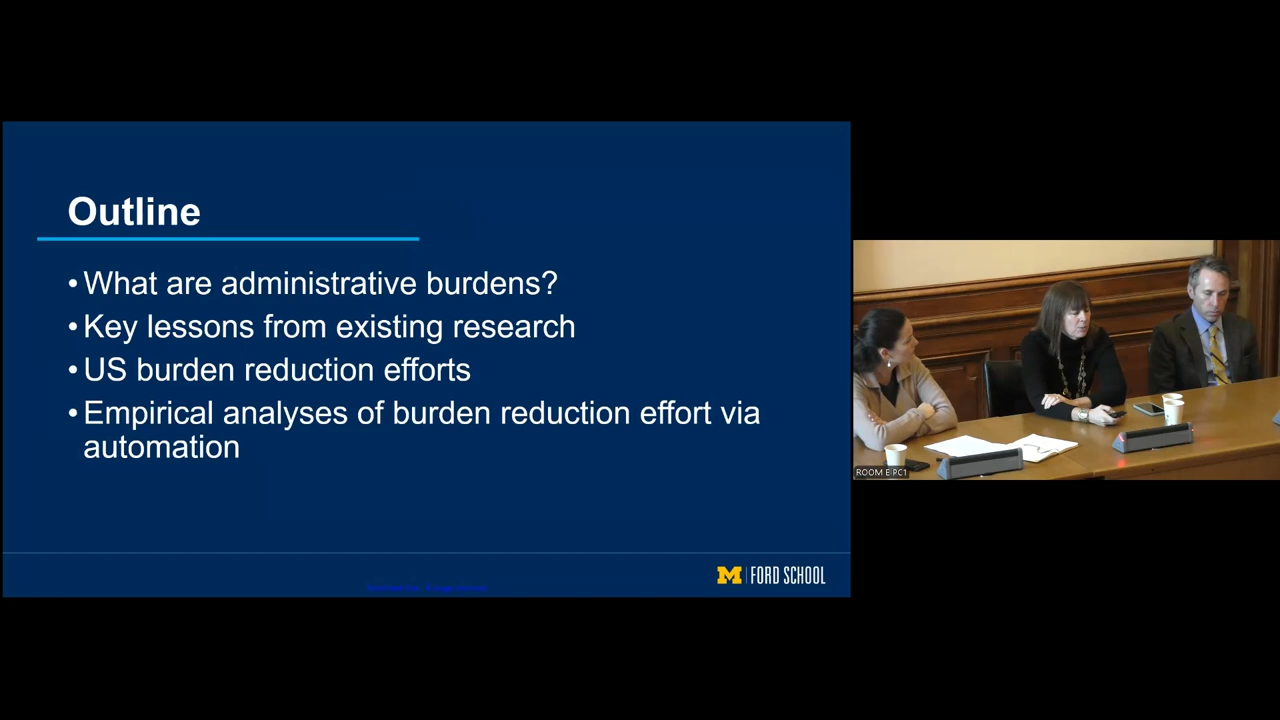 Outline
•What are administrative burdens?
•Key lessons from existing research
•US burden reduction efforts
•Empirical analyses of burden reduction effort via
automation
M FORD SCHOOL
ROOM E PC1